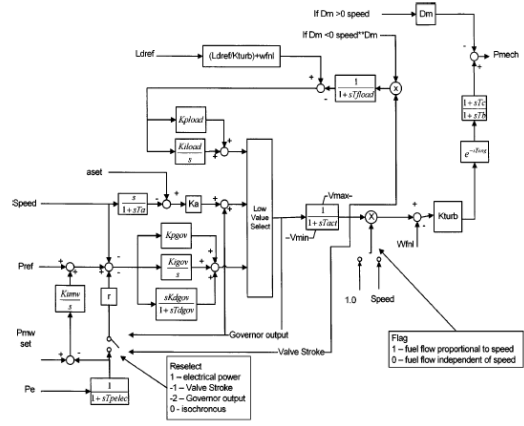 If Dm >0 speed
Dm
If Dm <0 speed**Dm
Pmech
Ldref
(Ldref/Kturb)+wfnl
1
1+sTfload
X
1+sTc
1+sTb
Kpload
Kiload
s
aset
Speed
s
1+sTa
Ka
Low
Value
Select
Vmax
1
1+sTact
Vmin
X
Kturb
Wfnl
Pref
Kpgov
Kigov
s
sKdgov
1+sTdgov
Kimw
s
r
1.0
Speed
Pmw
set
Governor output
Valve Stroke
Flag
1 – fuel flow proportional to speed
0 – fuel flow independent of speed
Pe
1
1+sTpelec
Rselect
1 – electrical power
-1 – Valve Stroke
-2 – Governor output
0 - isochronous